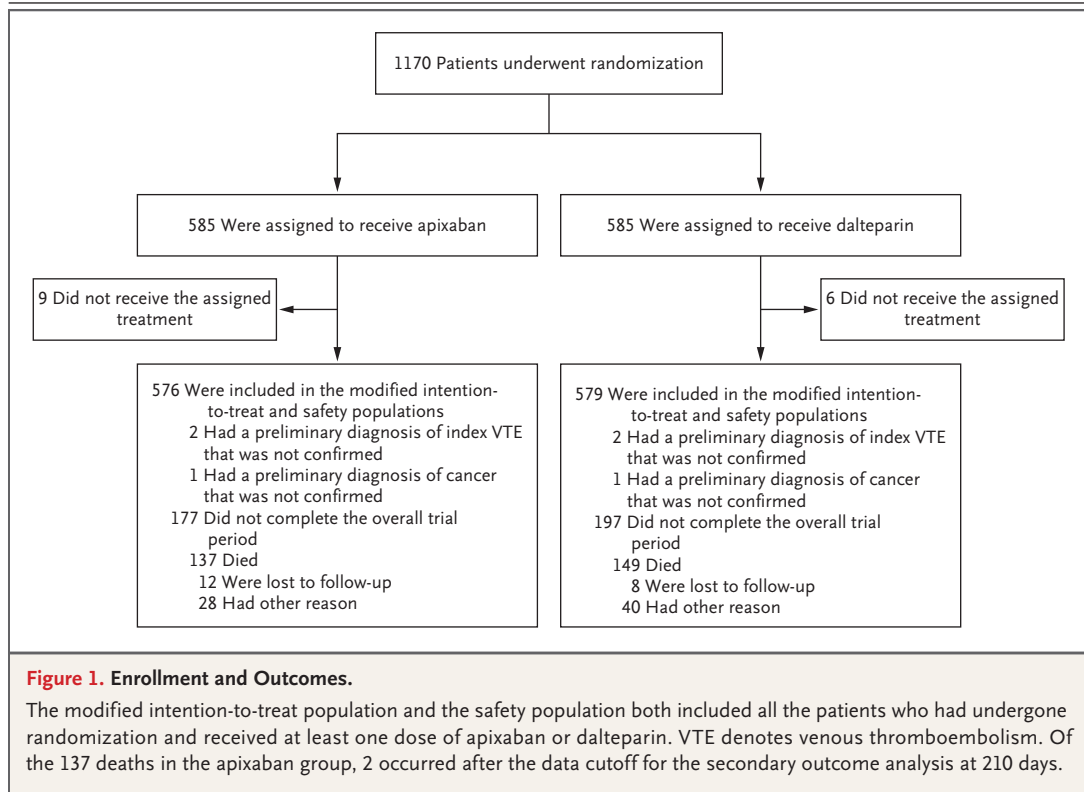 1170 Patients underwent randomization
585 Were assigned to receive apixaban
585 Were assigned to receive dalteparin
9 Did not receive the assigned
treatment
6 Did not receive the assigned
treatment
576 Were included in the modified intention-
to-treat and safety populations
2 Had a preliminary diagnosis of index VTE
that was not confirmed
1 Had a preliminary diagnosis of cancer
that was not confirmed
177 Did not complete the overall trial
period
137 Died
12 Were lost to follow-up
28 Had other reason
579 Were included in the modified intention-
to-treat and safety populations
2 Had a preliminary diagnosis of index VTE
that was not confirmed
1 Had a preliminary diagnosis of cancer
that was not confirmed
197 Did not complete the overall trial
period
149 Died
8 Were lost to follow-up
40 Had other reason
Figure 1. Enrollment and Outcomes.
The modified intention-to-treat population and the safety population both included all the patients who had undergone
randomization and received at least one dose of apixaban or dalteparin. VTE denotes venous thromboembolism. Of
the 137 deaths in the apixaban group, 2 occurred after the data cutoff for the secondary outcome analysis at 210 days.